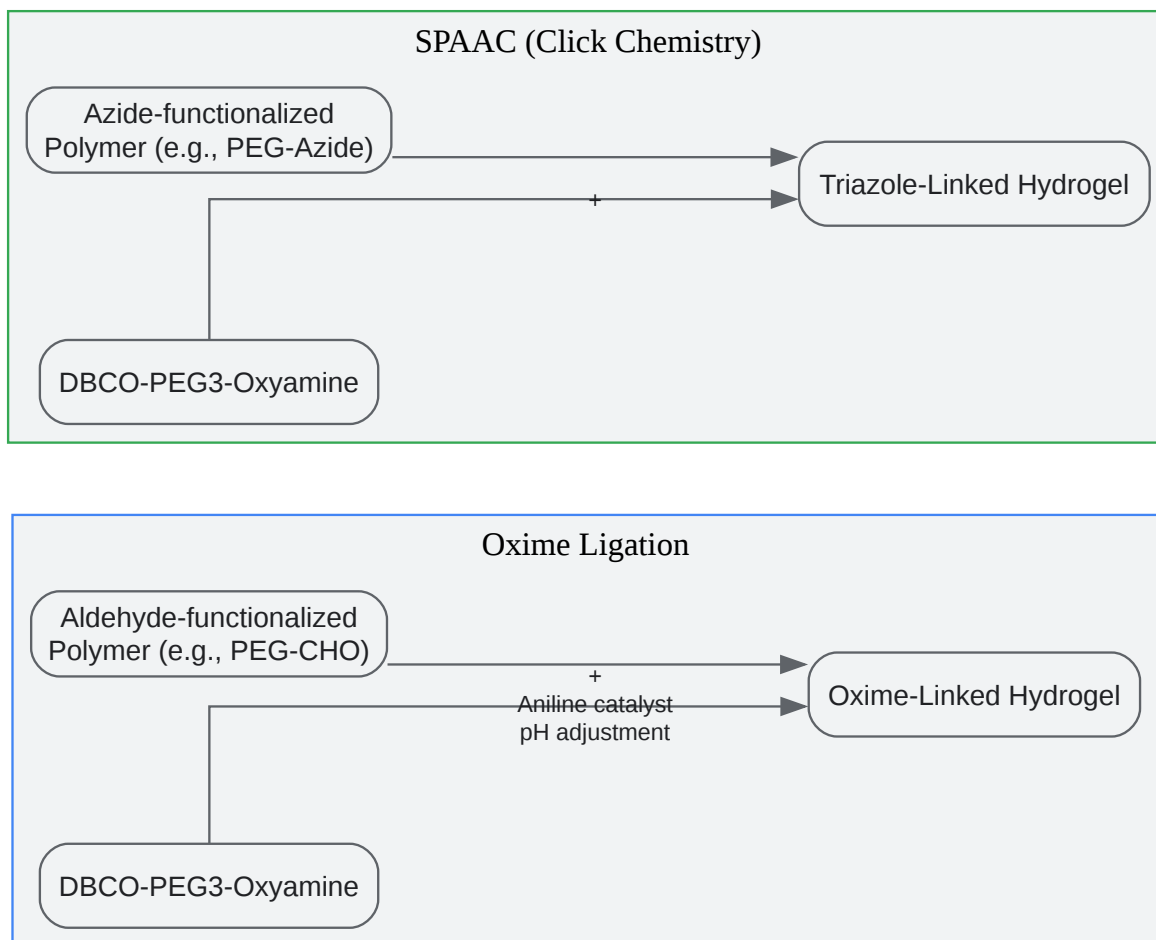 SPAAC (Click Chemistry)
Azide-functionalized
Polymer (e.g., PEG-Azide)
Triazole-Linked Hydrogel
+
DBCO-PEG3-Oxyamine
Oxime Ligation
Aldehyde-functionalized
Polymer (e.g., PEG-CHO)
+
Aniline catalyst
pH adjustment
Oxime-Linked Hydrogel
DBCO-PEG3-Oxyamine